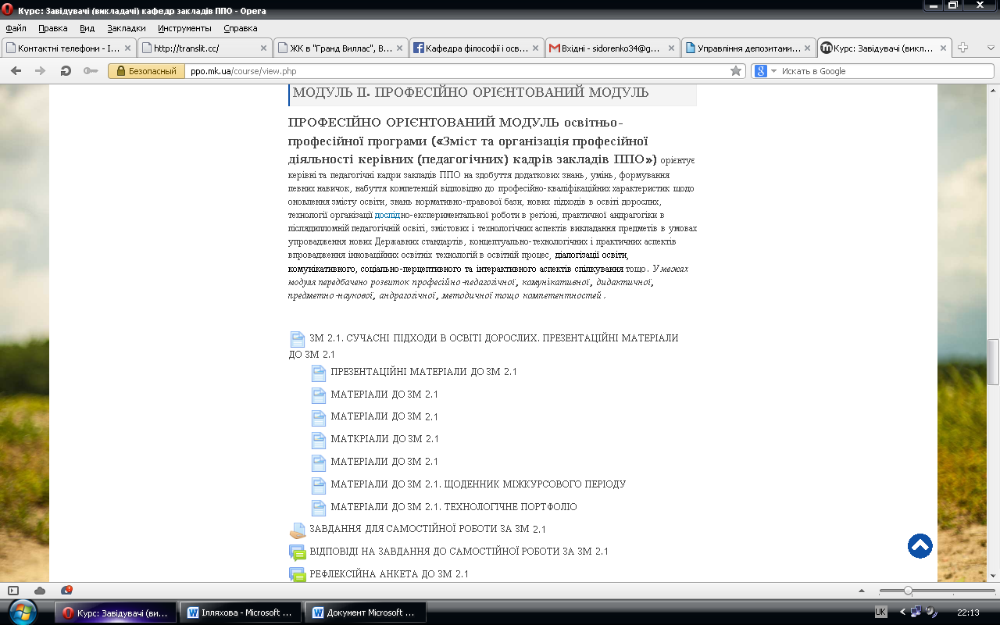 Курс: Завідувачі (викладачі) кафедр закладів ППО - Opera
Файл Правка Вид Закладки Инструменты Справка
Контактні телефони - І... http://translit.cc/ ЖК в "Гранд Виллас", В... Кафедра філософії і осв... Вхідні - sidorenko34@g... Управління депозитами... Курс: Завідувачі (викл...
Безопасный ppo.mk.ua/course/view.php Искать в Google
МОДУЛЬ ІІ. ПРОФЕСІЙНО ОРІЄНТОВАНИЙ МОДУЛЬ
ПРОФЕСІЙНО ОРІЄНТОВАНИЙ МОДУЛЬ освітньо-
професійної програми («Зміст та організація професійної
діяльності керівних (педагогічних) кадрів закладів ППО») орієнтує
керівні та педагогічні кадри закладів ППО на здобуття додаткових знань, умінь, формування
певних навичок, набуття компетенцій відповідно до професійно-кваліфікаційних характеристик щодо
оновлення змісту освіти, знань нормативно-правової бази, нових підходів в освіті дорослих,
технології організації дослідно-експериментальної роботи в регіоні, практичної андрагогіки в
післядипломній педагогічній освіті, змістових і технологічних аспектів викладання предметів в умовах
упровадження нових Державних стандартів, концептуально-технологічних і практичних аспектів
впровадження інноваційних освітніх технологій в освітній процес, діалогізації освіти,
комунікативного, соціально-перцептивного та інтерактивного аспектів спілкування тощо. У межах
модуля передбачено розвиток професійно-педагогічної, комунікативної, дидактичної,
предметно-наукової, андрагогічної, методичної тощо компетентностей.
ЗМ 2.1. СУЧАСНІ ПІДХОДИ В ОСВІТІ ДОРОСЛИХ. ПРЕЗЕНТАЦІЙНІ МАТЕРІАЛИ
ДО ЗМ 2.1
ПРЕЗЕНТАЦІЙНІ МАТЕРІАЛИ ДО ЗМ 2.1
МАТЕРІАЛИ ДО ЗМ 2.1
МАТЕРІАЛИ ДО ЗМ 2.1
МАТКРІАЛИ ДО ЗМ 2.1
МАТЕРІАЛИ ДО ЗМ 2.1
МАТЕРІАЛИ ДО ЗМ 2.1. ЩОДЕННИК МІЖКУРСОВОГО ПЕРІОДУ
МАТЕРІАЛИ ДО ЗМ 2.1. ТЕХНОЛОГІЧНЕ ПОРТФОЛІО
ЗАВДАННЯ ДЛЯ САМОСТІЙНОЇ РОБОТИ ЗА ЗМ 2.1
ВІДПОВІДІ НА ЗАВДАННЯ ДО САМОСТІЙНОЇ РОБОТИ ЗА ЗМ 2.1
РЕФЛЕКСІЙНА АНКЕТА ДО ЗМ 2.1
Курс: Завідувачі (ви... Ілляхова - Microsoft ... Документ Microsoft ... UK 22:13